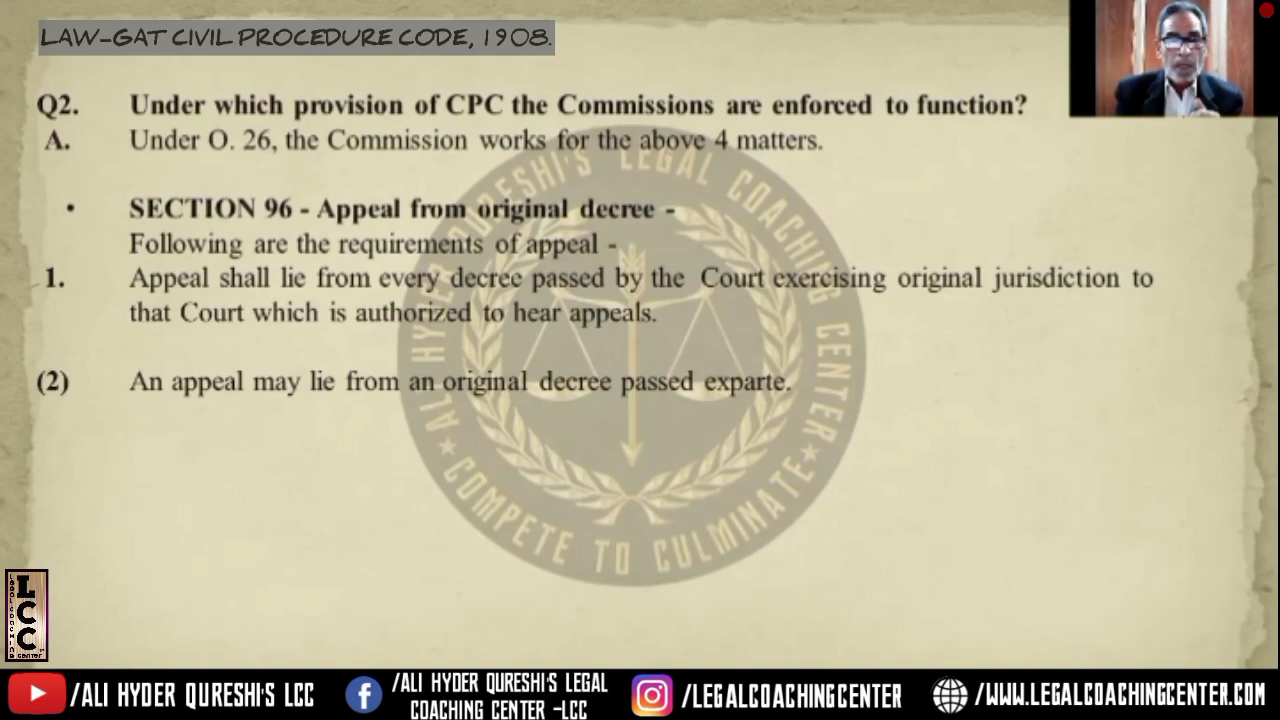 LAW-GAT CIVIL PROCEDURE CODE, 1908.
Q2. Under which provision of CPC the Commissions are enforced to function?
A. Under O. 26, the Commission works for the above 4 matters.
• SECTION 96 - Appeal from original decree -
Following are the requirements of appeal -
1. Appeal shall lie from every decree passed by the Court exercising original jurisdiction to
that Court which is authorized to hear appeals.
(2) An appeal may lie from an original decree passed exparte.
ALI HYDER QURESHI'S LEGAL COACHING CENTER
★ COMPETE TO CULMINATE ★
LCC
LEGAL COACHING
CENTER
/ALI HYDER QURESHI'S LCC
/ALI HYDER QURESHI'S LEGAL
COACHING CENTER -LCC
/LEGALCOACHINGCENTER
/WWW.LEGALCOACHINGCENTER.COM